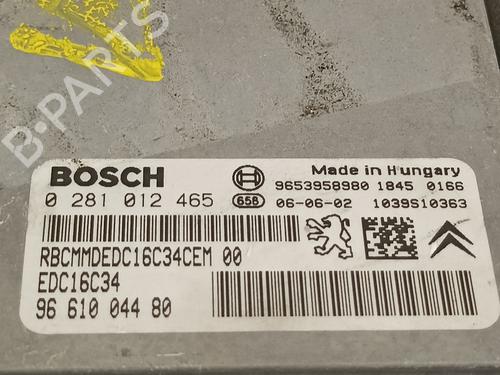 B-PARTS
BOSCH
Made in Hungary
9653958980 1845 0166
0 281 012 465
658
06-06-02
1039S10363
RBCMMDEDC16C34CEM 00
EDC16C34
96 610 044 80